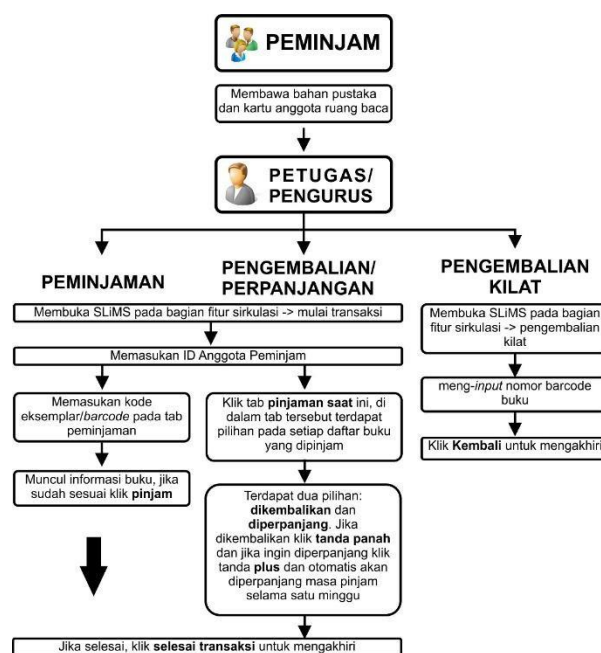 PEMINJAM
Membawa bahan pustaka
dan kartu anggota ruang baca
PETUGAS/
PENGURUS
PEMINJAMAN
PENGEMBALIAN/
PERPANJANGAN
PENGEMBALIAN
KILAT
Membuka SLiMS pada bagian fitur sirkulasi -> mulai transaksi
Memasukan ID Anggota Peminjam
Memasukan kode
eksemplar/barcode pada tab
peminjaman
Muncul informasi buku, jika
sudah sesuai klik pinjam
Klik tab pinjaman saat ini, di
dalam tab tersebut terdapat
pilihan pada setiap daftar buku
yang dipinjam
Terdapat dua pilihan:
dikembalikan dan
diperpanjang. Jika
dikembalikan klik tanda panah
dan jika ingin diperpanjang klik
tanda plus dan otomatis akan
diperpanjang masa pinjam
selama satu minggu
Jika selesai, klik selesai transaksi untuk mengakhiri
Membuka SLiMS pada bagian
fitur sirkulasi -> pengembalian
kilat
meng-input nomor barcode
buku
Klik Kembali untuk mengakhiri